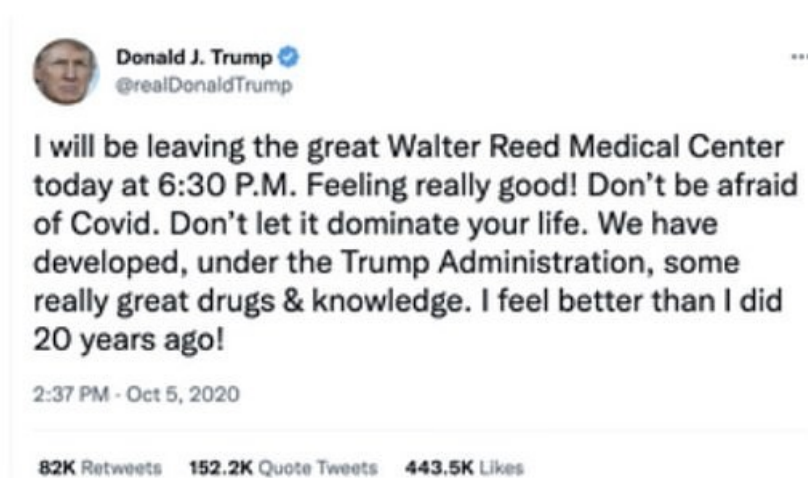 Donald J. Trump
@realDonaldTrump
I will be leaving the great Walter Reed Medical Center
today at 6:30 P.M. Feeling really good! Don’t be afraid
of Covid. Don’t let it dominate your life. We have
developed, under the Trump Administration, some
really great drugs & knowledge. I feel better than I did
20 years ago!
2:37 PM · Oct 5, 2020
82K Retweets 152.2K Quote Tweets 443.5K Likes